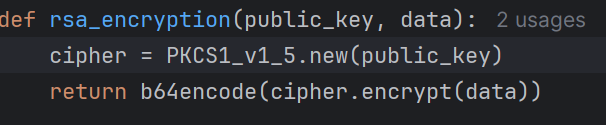 def rsa_encryption(public_key, data): 2 usages
    cipher = PKCS1_v1_5.new(public_key)
    return b64encode(cipher.encrypt(data))